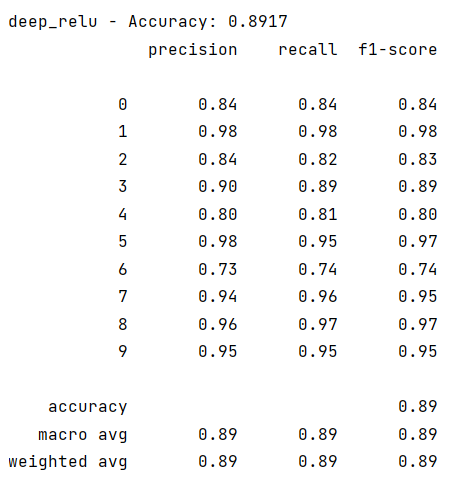 deep_relu - Accuracy: 0.8917
precision recall f1-score
0 0.84 0.84 0.84
1 0.98 0.98 0.98
2 0.84 0.82 0.83
3 0.90 0.89 0.89
4 0.80 0.81 0.80
5 0.98 0.95 0.97
6 0.73 0.74 0.74
7 0.94 0.96 0.95
8 0.96 0.97 0.97
9 0.95 0.95 0.95
accuracy 0.89
macro avg 0.89 0.89 0.89
weighted avg 0.89 0.89 0.89